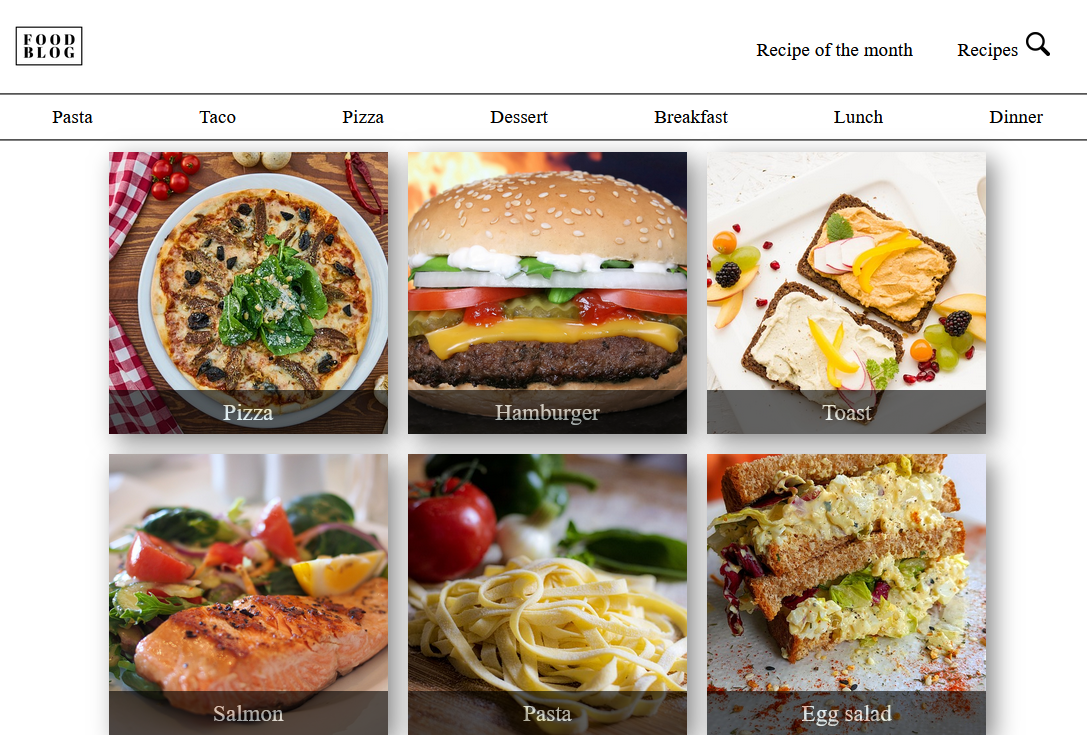 FOOD
BLOG
Recipe of the month
Recipes
Pasta
Taco
Pizza
Dessert
Breakfast
Lunch
Dinner
Pizza
Hamburger
Toast
Salmon
Pasta
Egg salad